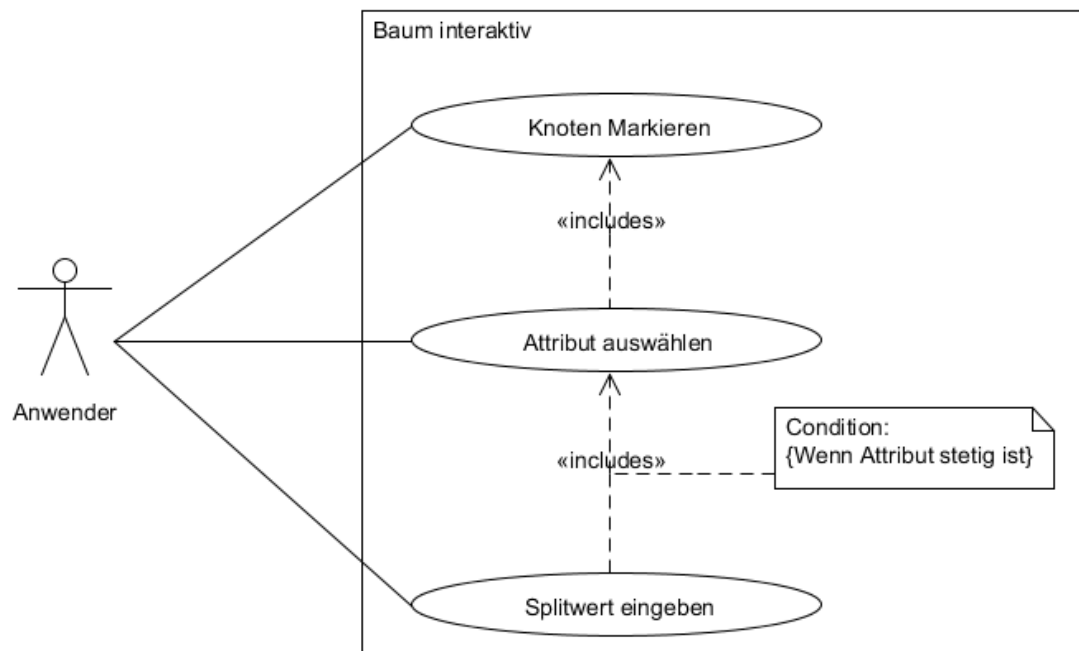 Baum interaktiv
Knoten Markieren
«includes»
Attribut auswählen
Anwender
Condition:
{Wenn Attribut stetig ist}
«includes»
Splitwert eingeben